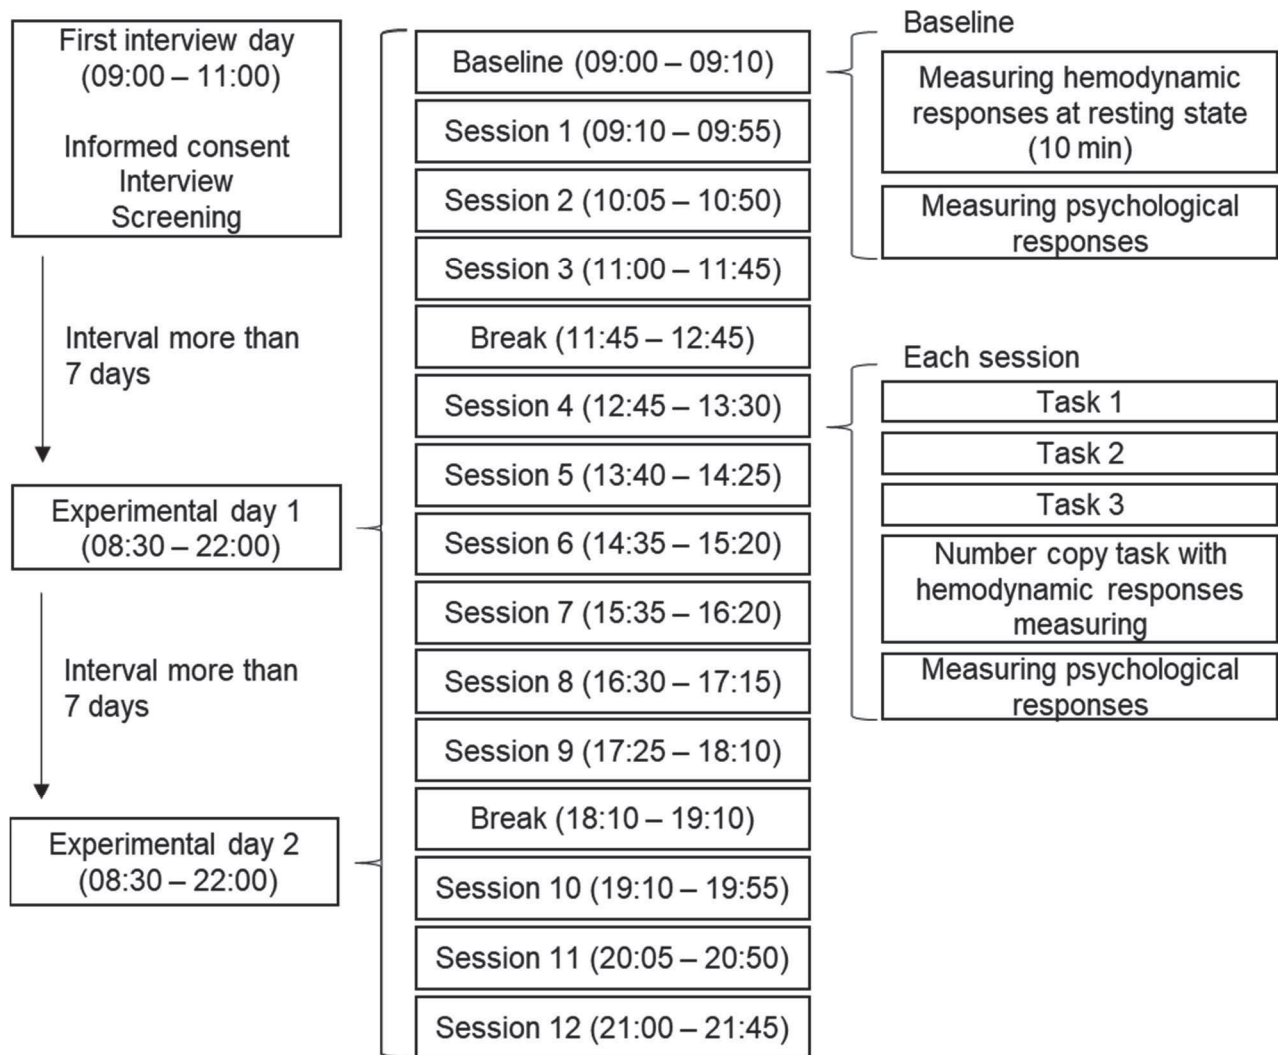 First interview day
(09:00 – 11:00)
Informed consent
Interview
Screening
Interval more than
7 days
Experimental day 1
(08:30 – 22:00)
Interval more than
7 days
Experimental day 2
(08:30 – 22:00)
Baseline (09:00 – 09:10)
Session 1 (09:10 – 09:55)
Session 2 (10:05 – 10:50)
Session 3 (11:00 – 11:45)
Break (11:45 – 12:45)
Session 4 (12:45 – 13:30)
Session 5 (13:40 – 14:25)
Session 6 (14:35 – 15:20)
Session 7 (15:35 – 16:20)
Session 8 (16:30 – 17:15)
Session 9 (17:25 – 18:10)
Break (18:10 – 19:10)
Session 10 (19:10 – 19:55)
Session 11 (20:05 – 20:50)
Session 12 (21:00 – 21:45)
Baseline
Measuring hemodynamic
responses at resting state
(10 min)
Measuring psychological
responses
Each session
Task 1
Task 2
Task 3
Number copy task with
hemodynamic responses
measuring
Measuring psychological
responses